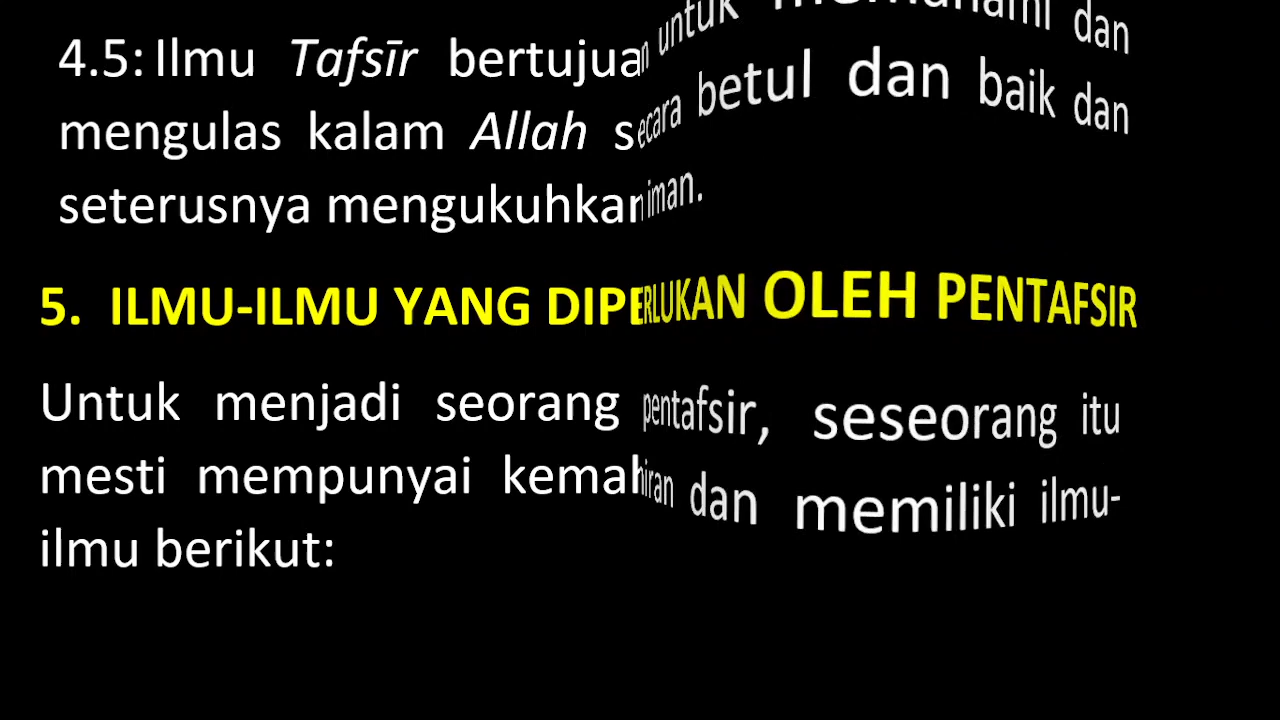 4.5: Ilmu Tafsīr bertujuan untuk memahami dan
mengulas kalam Allah secara betul dan baik dan
seterusnya mengukuhkan iman.
5. ILMU-ILMU YANG DIPERLUKAN OLEH PENTAFSIR
Untuk menjadi seorang pentafsir, seseorang itu
mesti mempunyai kemahiran dan memiliki ilmu-
ilmu berikut: